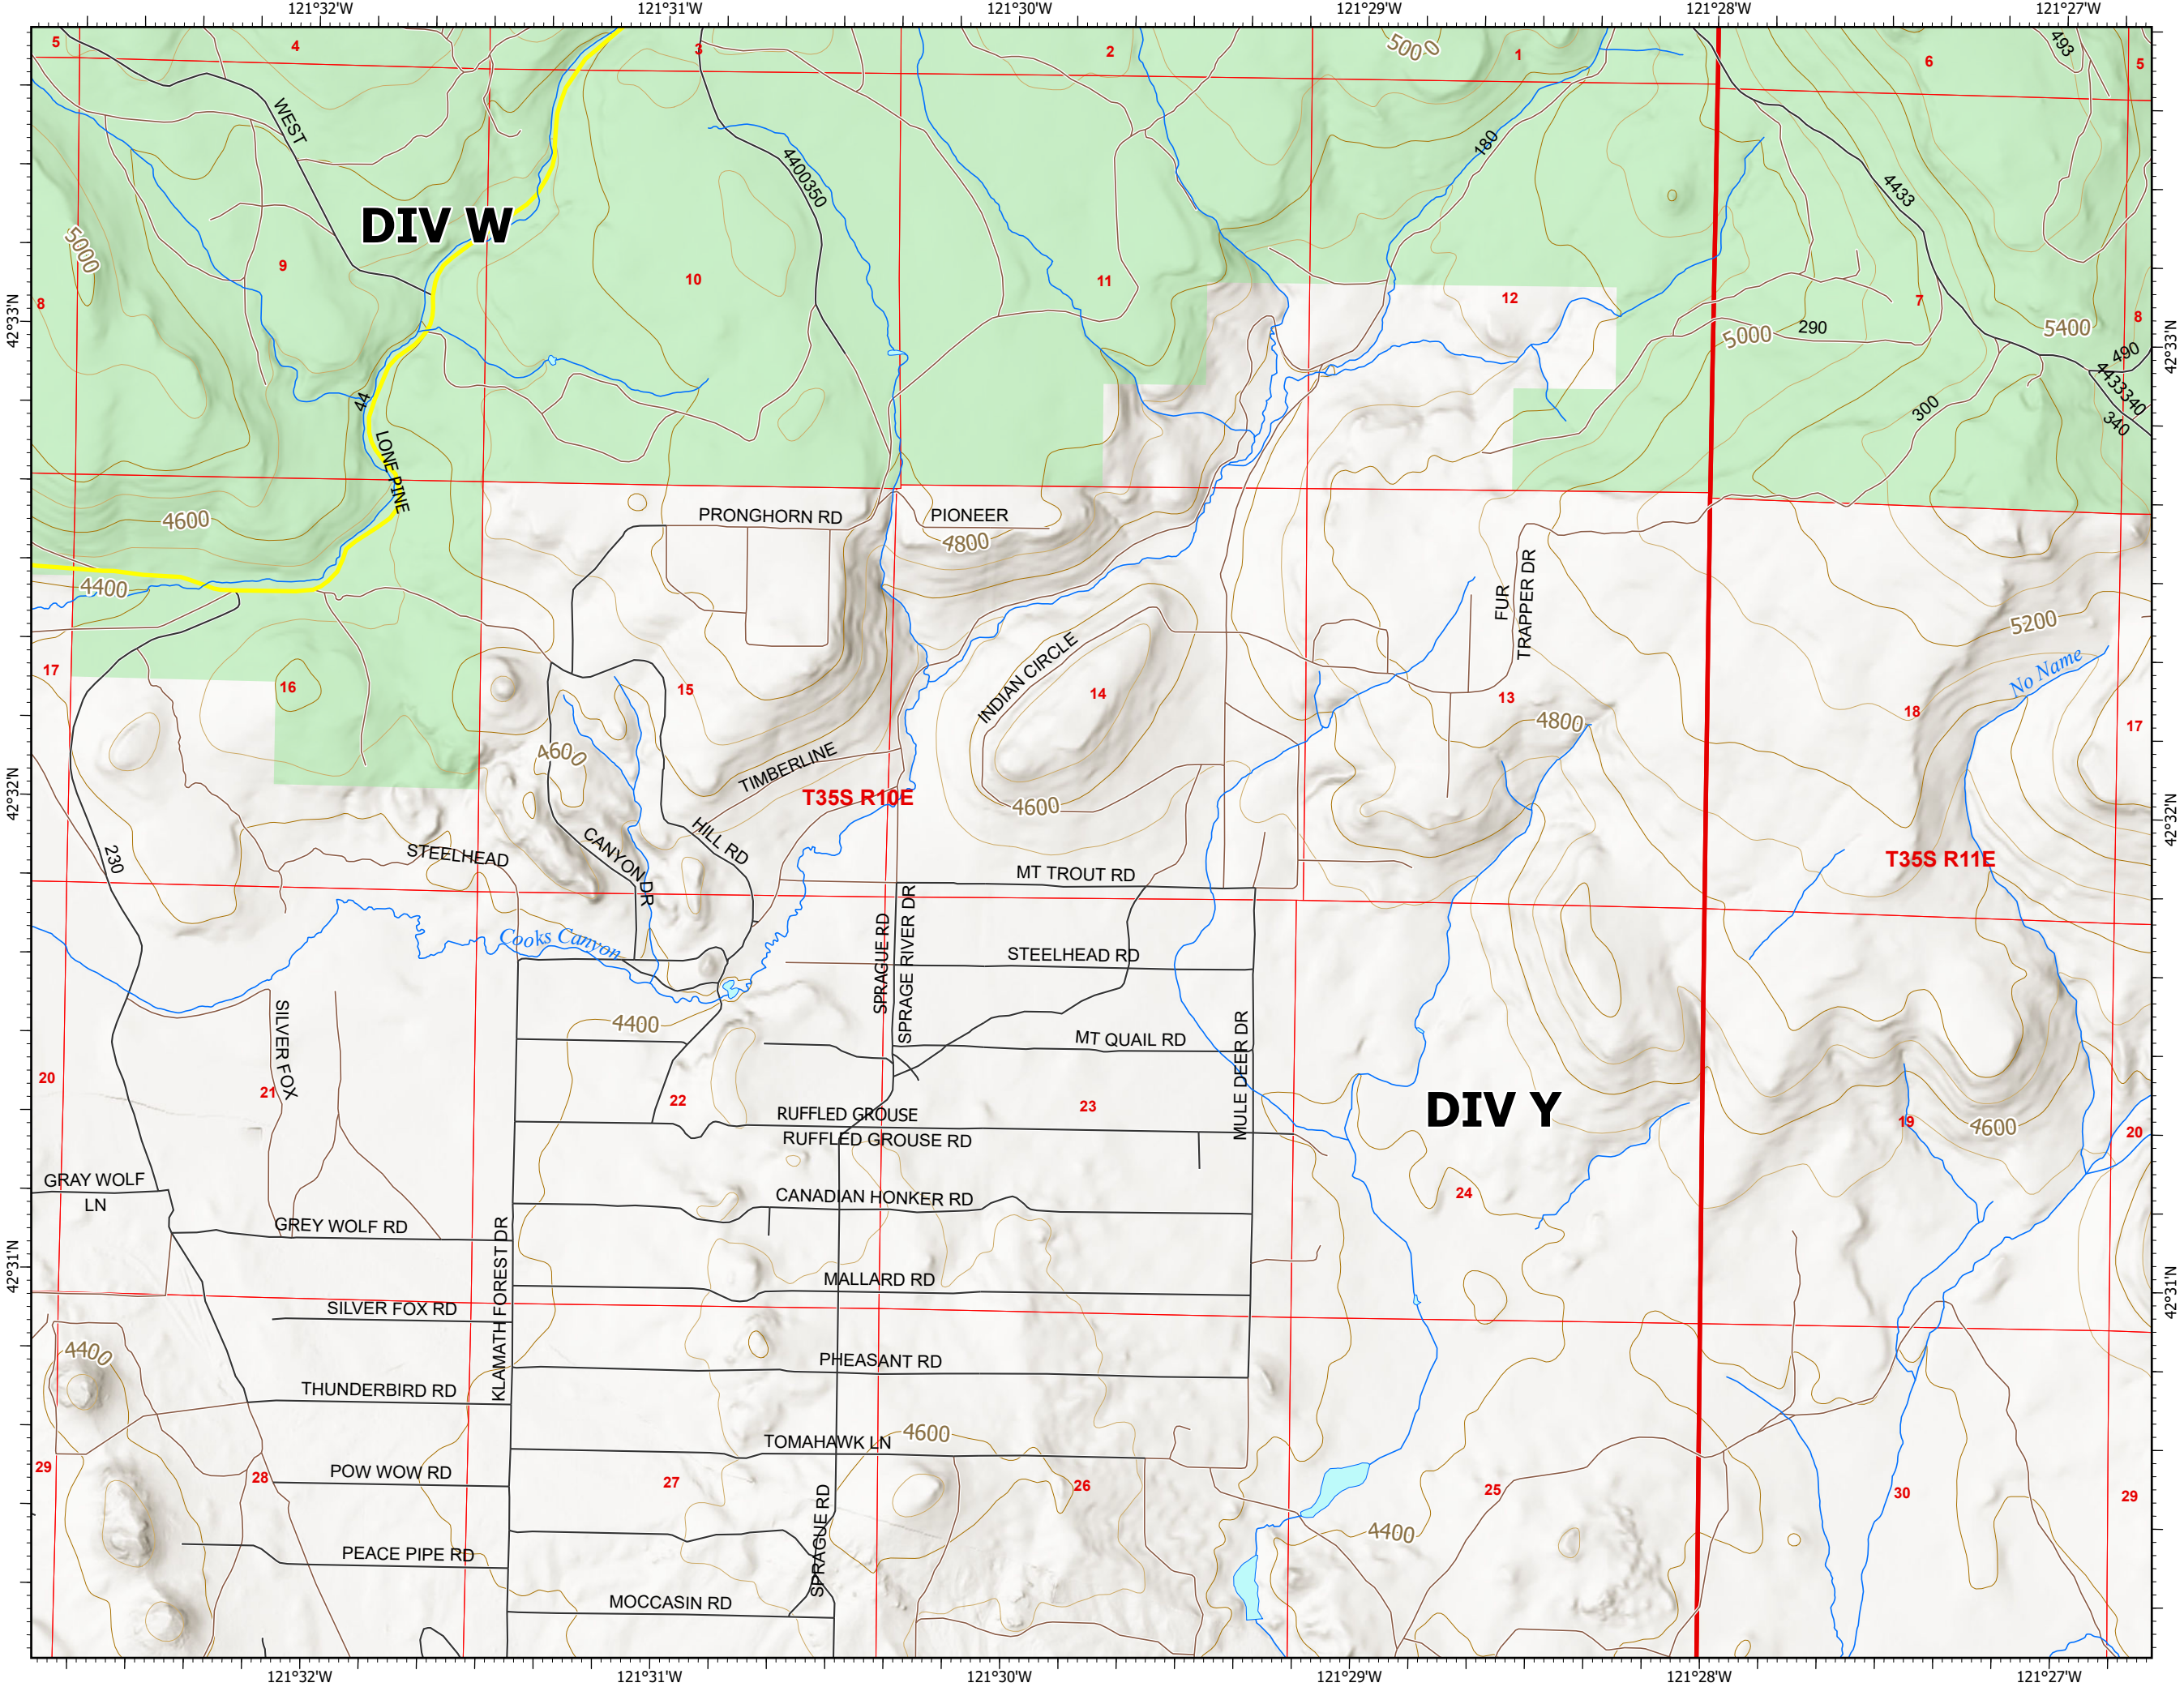 121°32'W
121°31'W
121°30'W
121°29'W
121°28'W
121°27'W
5
4
3
2
5000
1
6
493
5
WEST
180
4400350
4433
DIV W
5000
9
10
11
12
7
8
8
42°33'N
42°33'N
5000
290
5400
490
4433340
340
300
44
LONE PINE
4600
PRONGHORN RD
PIONEER
4800
4400
FUR
TRAPPER DR
5200
No Name
17
16
15
INDIAN CIRCLE
14
13
4800
18
17
4600
TIMBERLINE
T35S R10E
4600
42°32'N
42°32'N
230
STEELHEAD
CANYON DR
HILL RD
MT TROUT RD
T35S R11E
Cooks Canyon
SPRAGUE RD
SPRAGE RIVER DR
STEELHEAD RD
4400
MT QUAIL RD
MULE DEER DR
SILVER FOX
20
21
22
23
DIV Y
19
4600
20
RUFFLED GROUSE
RUFFLED GROUSE RD
GRAY WOLF
LN
CANADIAN HONKER RD
24
GREY WOLF RD
KLAMATH FOREST DR
42°31'N
42°31'N
MALLARD RD
SILVER FOX RD
4400
PHEASANT RD
THUNDERBIRD RD
4600
TOMAHAWK LN
29
28
POW WOW RD
27
26
25
30
29
SPRAGUE RD
4400
PEACE PIPE RD
MOCCASIN RD
121°32'W
121°31'W
121°30'W
121°29'W
121°28'W
121°27'W